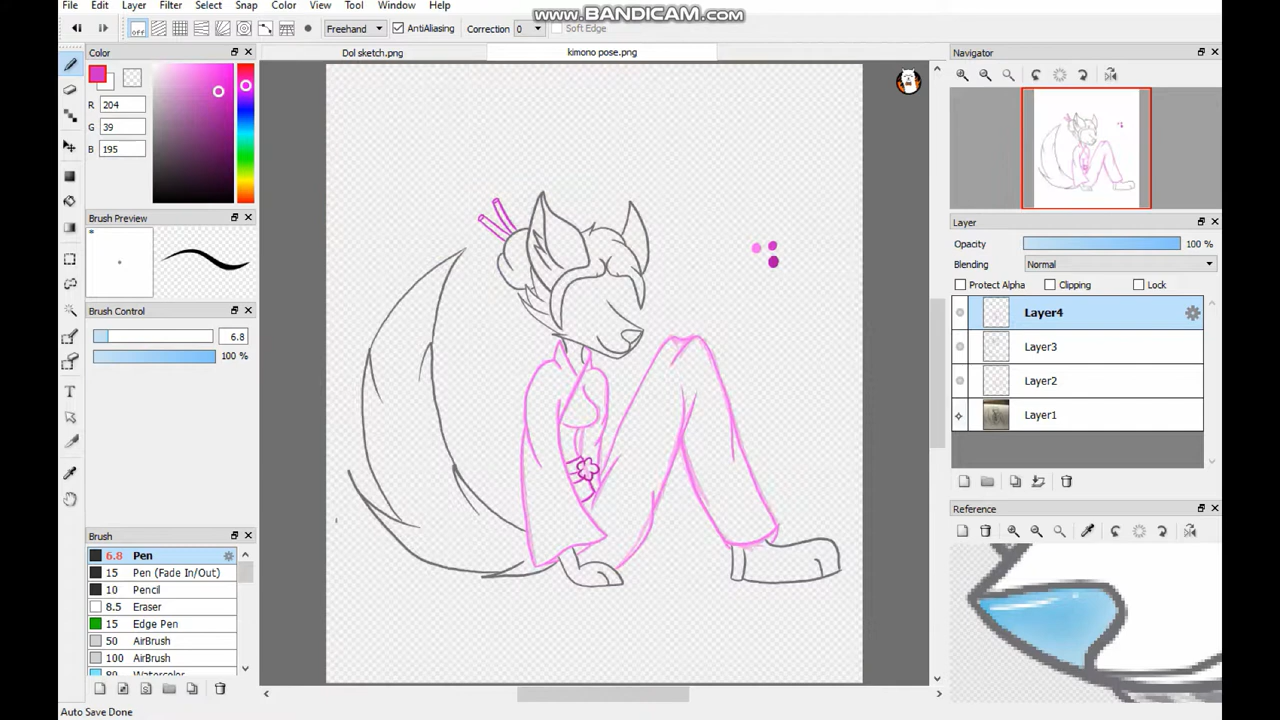 www.BANDICAM.com
File Edit Layer Filter Select Snap Color View Tool Window Help
off Freehand AntiAliasing Correction 0 Soft Edge
Color
Dol sketch.png kimono pose.png
Navigator
R 204
G 39
B 195
Brush Preview
Layer
Opacity 100 %
Blending Normal
Protect Alpha Clipping Lock
Brush Control
6.8
100 %
Layer4
Layer3
Layer2
Layer1
Reference
Brush
6.8 Pen
15 Pen (Fade In/Out)
10 Pencil
8.5 Eraser
15 Edge Pen
50 AirBrush
100 AirBrush
80 Watercolor
Auto Save Done